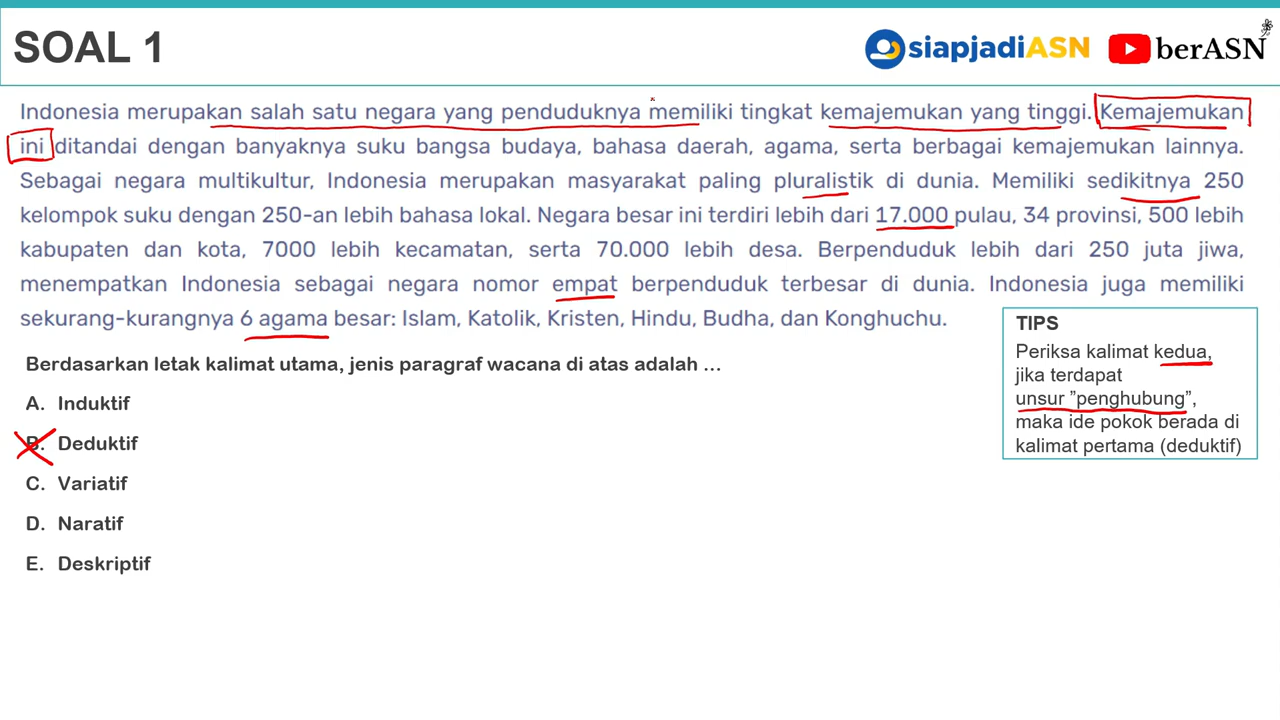 SOAL 1
siapjadiASN
berASN
Indonesia merupakan salah satu negara yang penduduknya memiliki tingkat kemajemukan yang tinggi. Kemajemukan
ini ditandai dengan banyaknya suku bangsa budaya, bahasa daerah, agama, serta berbagai kemajemukan lainnya.
Sebagai negara multikultur, Indonesia merupakan masyarakat paling pluralistik di dunia. Memiliki sedikitnya 250
kelompok suku dengan 250-an lebih bahasa lokal. Negara besar ini terdiri lebih dari 17.000 pulau, 34 provinsi, 500 lebih
kabupaten dan kota, 7000 lebih kecamatan, serta 70.000 lebih desa. Berpenduduk lebih dari 250 juta jiwa,
menempatkan Indonesia sebagai negara nomor empat berpenduduk terbesar di dunia. Indonesia juga memiliki
sekurang-kurangnya 6 agama besar: Islam, Katolik, Kristen, Hindu, Budha, dan Konghuchu.
Berdasarkan letak kalimat utama, jenis paragraf wacana di atas adalah ...
A. Induktif
B. Deduktif
C. Variatif
D. Naratif
E. Deskriptif
TIPS
Periksa kalimat kedua,
jika terdapat
unsur ”penghubung”,
maka ide pokok berada di
kalimat pertama (deduktif)